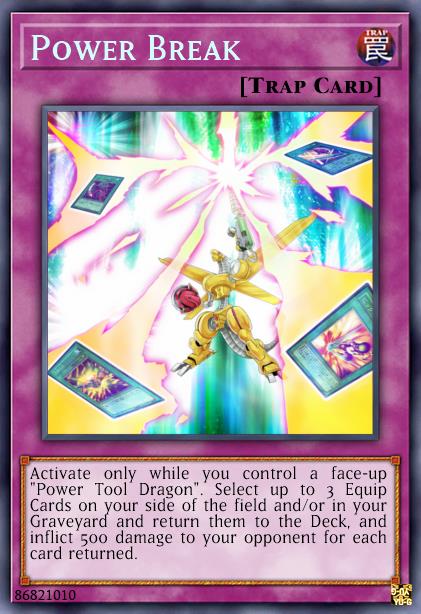 Power Break
TRAP
罠
[Trap Card]
Activate only while you control a face-up
"Power Tool Dragon". Select up to 3 Equip
Cards on your side of the field and/or in your
Graveyard and return them to the Deck, and
inflict 500 damage to your opponent for each
card returned.
86821010